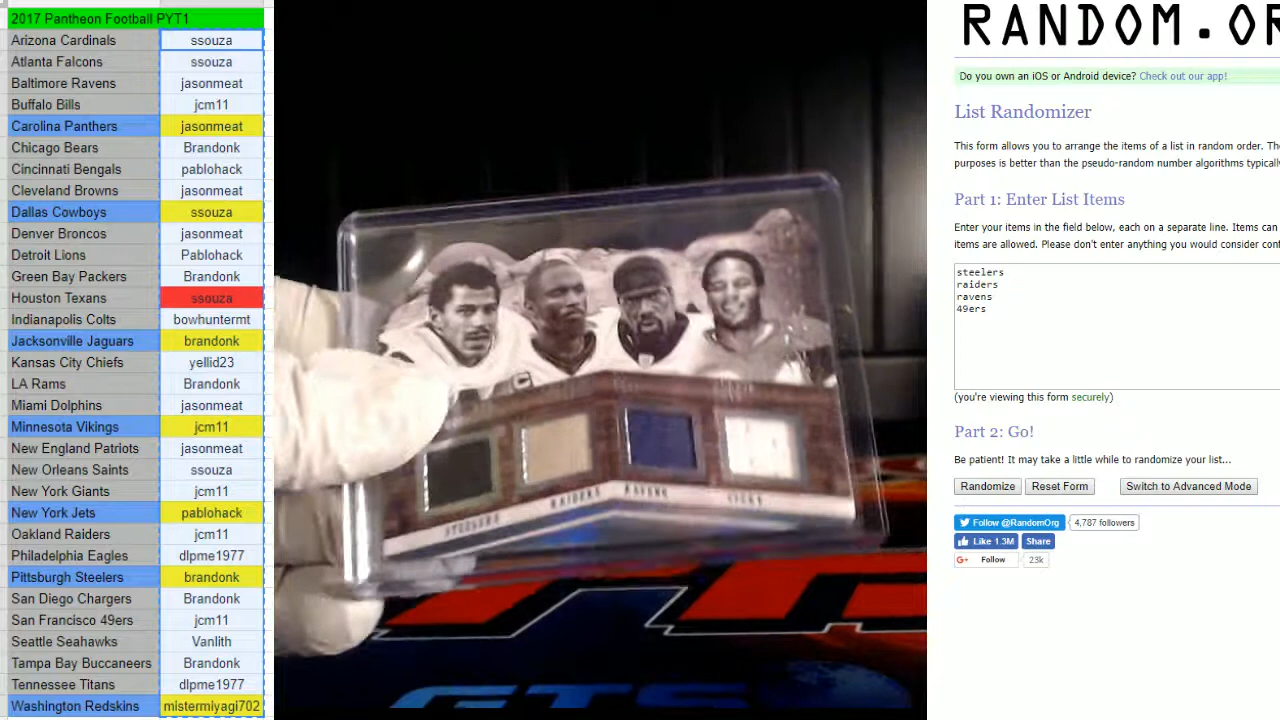 2017 Pantheon Football PYT1
Arizona Cardinals ssouza
Atlanta Falcons ssouza
Baltimore Ravens jasonmeat
Buffalo Bills jcm11
Carolina Panthers jasonmeat
Chicago Bears Brandonk
Cincinnati Bengals pablohack
Cleveland Browns jasonmeat
Dallas Cowboys ssouza
Denver Broncos jasonmeat
Detroit Lions Pablohack
Green Bay Packers Brandonk
Houston Texans ssouza
Indianapolis Colts bowhuntermt
Jacksonville Jaguars brandonk
Kansas City Chiefs yellid23
LA Rams Brandonk
Miami Dolphins jasonmeat
Minnesota Vikings jcm11
New England Patriots jasonmeat
New Orleans Saints ssouza
New York Giants jcm11
New York Jets pablohack
Oakland Raiders jcm11
Philadelphia Eagles dlpme1977
Pittsburgh Steelers brandonk
San Diego Chargers Brandonk
San Francisco 49ers jcm11
Seattle Seahawks Vanlith
Tampa Bay Buccaneers Brandonk
Tennessee Titans dlpme1977
Washington Redskins mistermiyagi702
STEELERS
RAIDERS
RAVENS
49ERS
GTS
RANDOM.OR
Do you own an iOS or Android device? Check out our app!
List Randomizer
This form allows you to arrange the items of a list in random order. The
purposes is better than the pseudo-random number algorithms typically
Part 1: Enter List Items
Enter your items in the field below, each on a separate line. Items can
items are allowed. Please don't enter anything you would consider conf
steelers
raiders
ravens
49ers
(you're viewing this form securely)
Part 2: Go!
Be patient! It may take a little while to randomize your list...
Randomize Reset Form Switch to Advanced Mode
Follow @RandomOrg 4,787 followers
Like 1.3M Share
G+ Follow 23k